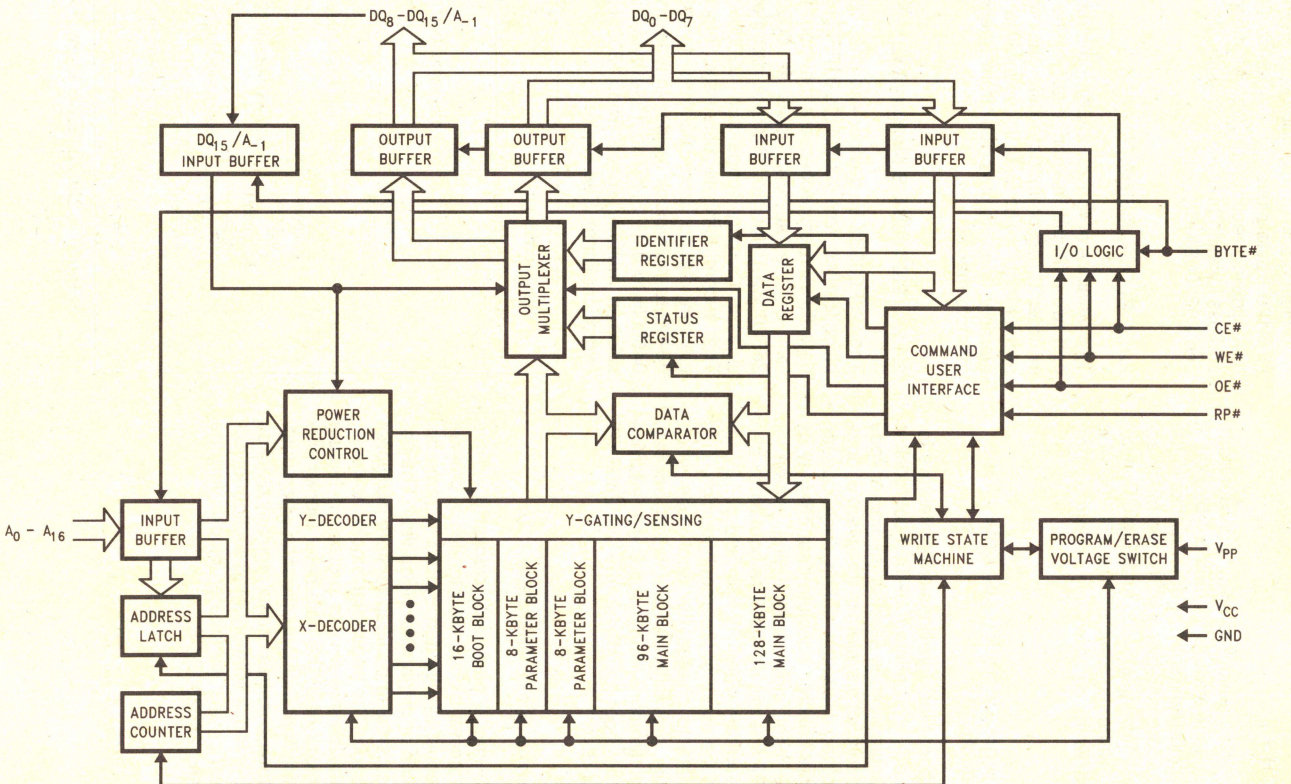 DQ8-DQ15/A-1
DQ0-DQ7
DQ15/A-1
INPUT BUFFER
OUTPUT
BUFFER
OUTPUT
BUFFER
INPUT
BUFFER
INPUT
BUFFER
OUTPUT
MULTIPLEXER
IDENTIFIER
REGISTER
DATA
REGISTER
I/O LOGIC
BYTE#
STATUS
REGISTER
COMMAND
USER
INTERFACE
CE#
WE#
OE#
RP#
POWER
REDUCTION
CONTROL
DATA
COMPARATOR
A0 - A16
INPUT
BUFFER
Y-DECODER
Y-GATING/SENSING
WRITE STATE
MACHINE
PROGRAM/ERASE
VOLTAGE SWITCH
VPP
VCC
GND
ADDRESS
LATCH
X-DECODER
16-KBYTE
BOOT BLOCK
8-KBYTE
PARAMETER BLOCK
8-KBYTE
PARAMETER BLOCK
96-KBYTE
MAIN BLOCK
128-KBYTE
MAIN BLOCK
ADDRESS
COUNTER